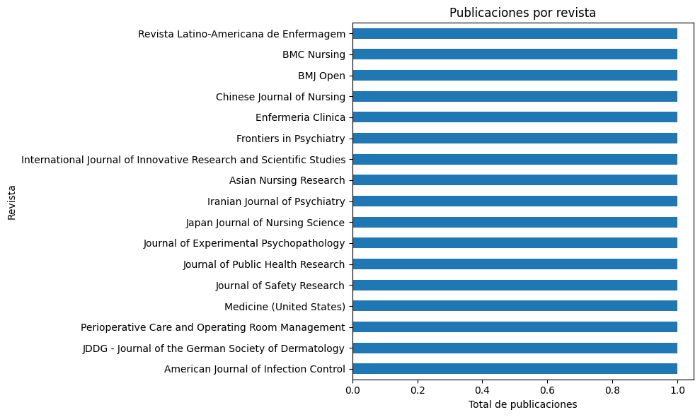 Publicaciones por revista
Revista Latino-Americana de Enfermagem
BMC Nursing
BMJ Open
Chinese Journal of Nursing
Enfermeria Clinica
Frontiers in Psychiatry
International Journal of Innovative Research and Scientific Studies
Asian Nursing Research
Iranian Journal of Psychiatry
Japan Journal of Nursing Science
Journal of Experimental Psychopathology
Journal of Public Health Research
Journal of Safety Research
Medicine (United States)
Perioperative Care and Operating Room Management
JDDG - Journal of the German Society of Dermatology
American Journal of Infection Control
Revista
0.0 0.2 0.4 0.6 0.8 1.0
Total de publicaciones